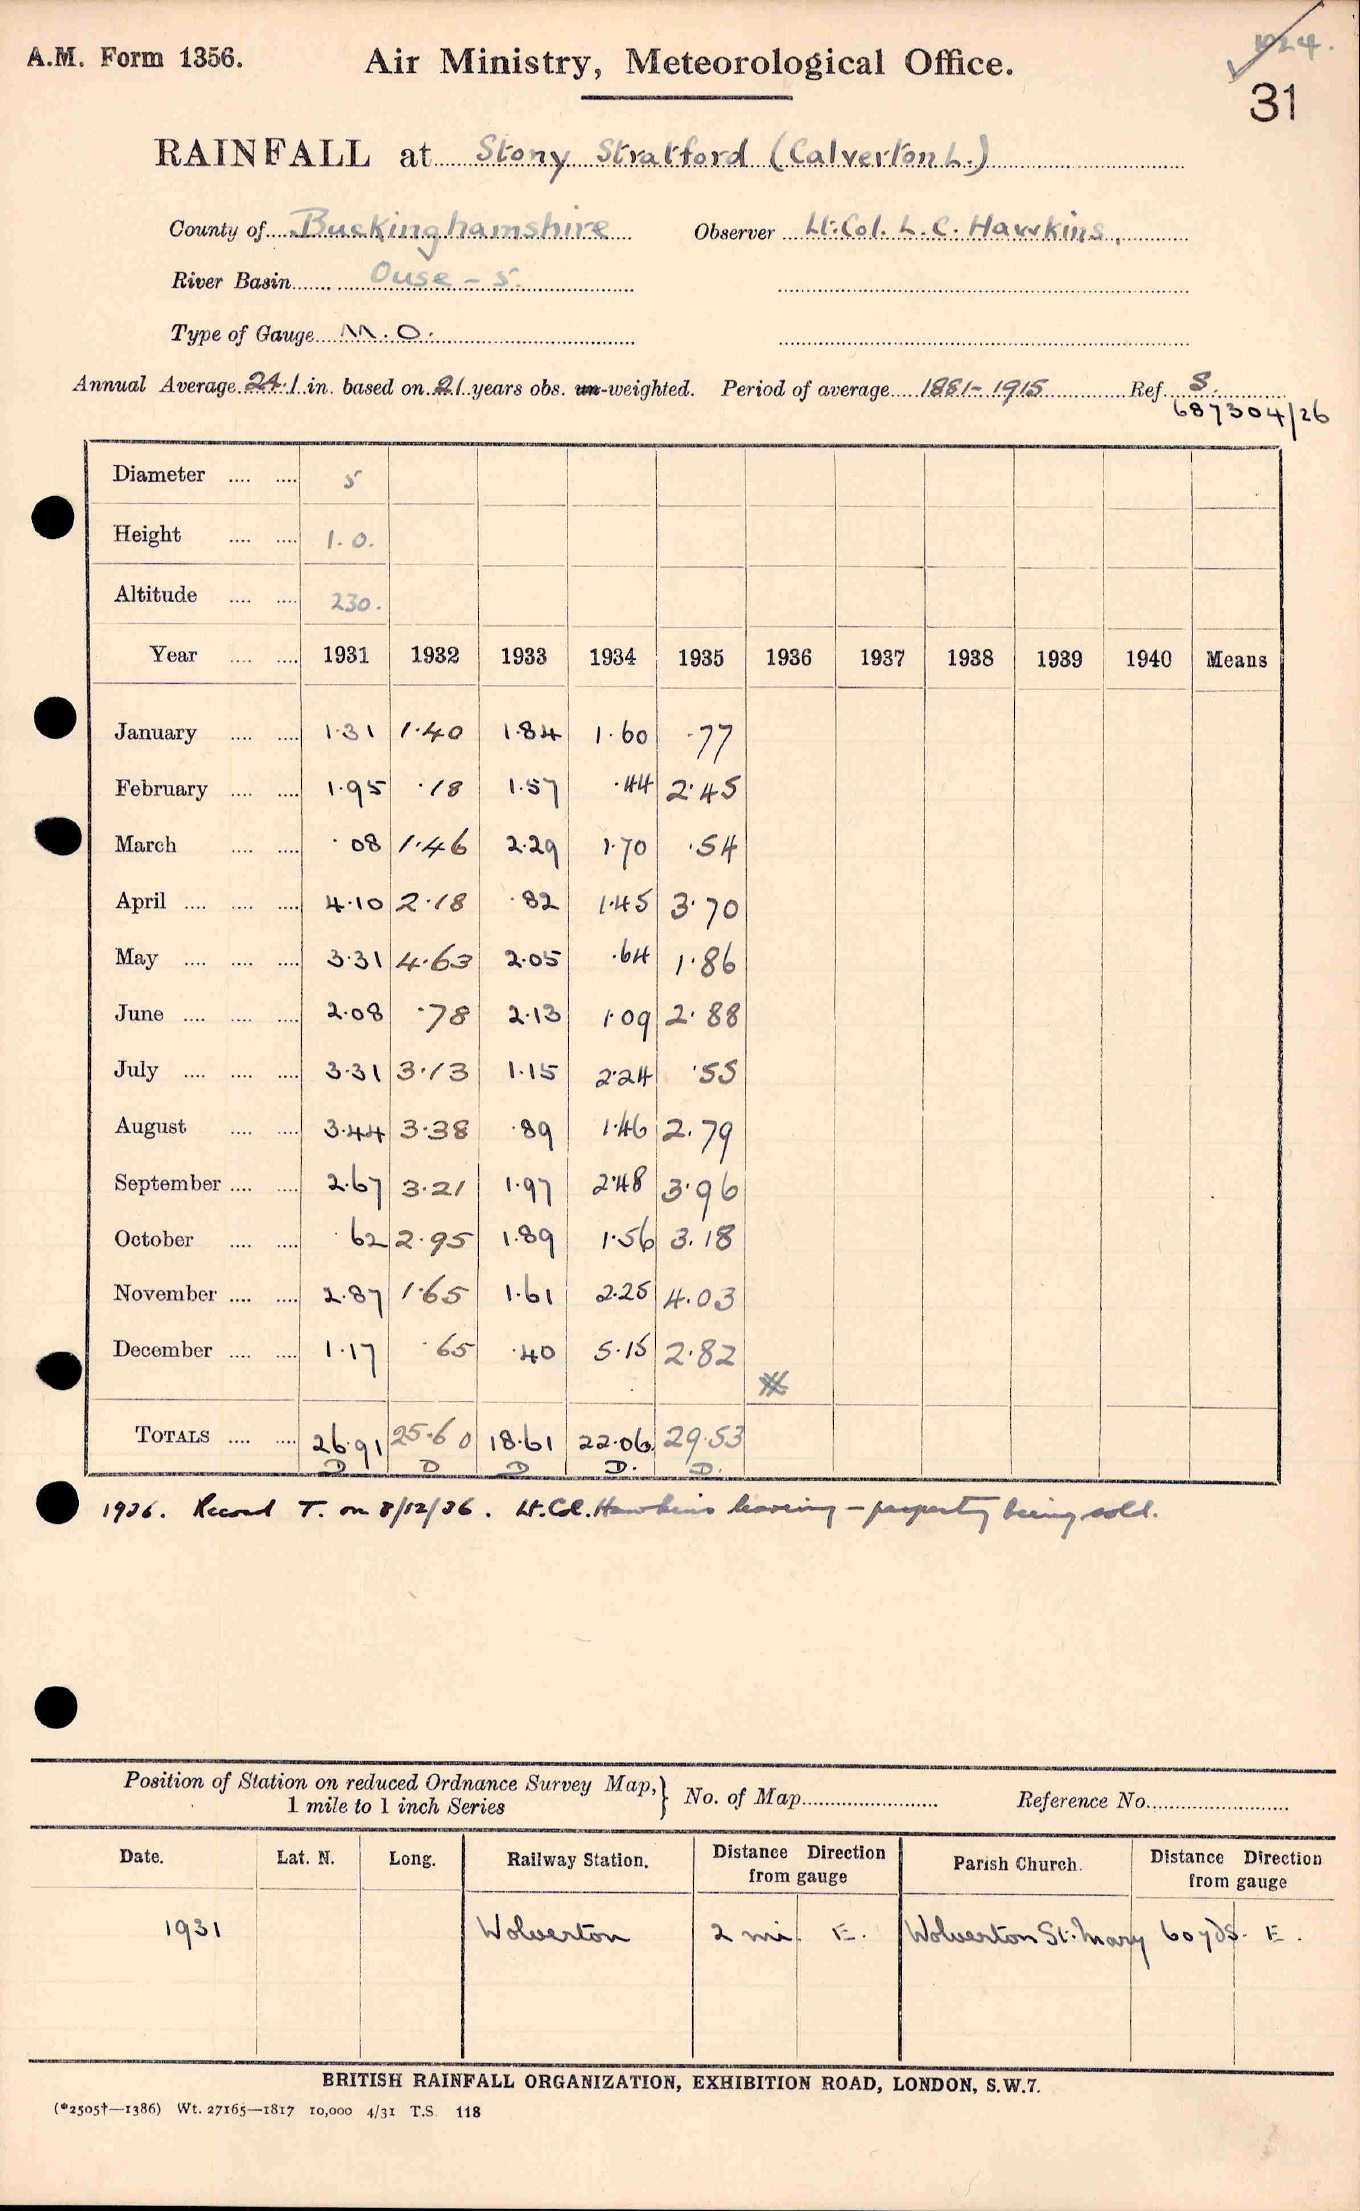 A.M. Form 1356.
Air Ministry, Meteorological Office.
31
RAINFALL at Stony Stratford (Calverton L.)
County of Buckinghamshire Observer Lt. Col. L. C. Hawkins.
River Basin Ouse - 5.
Type of Gauge M.O.
Annual Average 24.1 in. based on 21 years obs. un-weighted. Period of average 1881-1915 Ref. S.
687304/26
Diameter .... .... 5
Height .... .... 1.0.
Altitude .... .... 230.
Year .... .... 1931 1932 1933 1934 1935 1936 1937 1938 1939 1940 Means
January .... .... 1.31 1.40 1.84 1.60 .77
February .... .... 1.95 .18 1.57 .44 2.45
March .... .... .08 1.46 2.29 1.70 .54
April .... .... .... 4.10 2.18 .82 1.45 3.70
May .... .... .... 3.31 4.63 2.05 .64 1.86
June .... .... .... 2.08 .78 2.13 1.09 2.88
July .... .... .... 3.31 3.13 1.15 2.24 .55
August .... .... 3.44 3.38 .89 1.46 2.79
September .... .... 2.67 3.21 1.97 2.48 3.96
October .... .... .62 2.95 1.89 1.56 3.18
November .... .... 2.87 1.65 1.61 2.25 4.03
December .... .... 1.17 .65 .40 5.15 2.82
TOTALS .... .... 26.91 25.60 18.61 22.06 29.53
D D D D. D.
1936. Record T. on 8/12/36. Lt. Col. Hawkins leaving - property being sold.
Position of Station on reduced Ordnance Survey Map, } No. of Map Reference No.
1 mile to 1 inch Series
Date. Lat. N. Long. Railway Station. Distance Direction from gauge Parish Church. Distance Direction from gauge
1931 Wolverton 2 mi. E. Wolverton St. Mary 60 yds. E.
BRITISH RAINFALL ORGANIZATION, EXHIBITION ROAD, LONDON, S.W.7.
(*2505†—1386) Wt. 27165—1817 10,000 4/31 T.S. 118